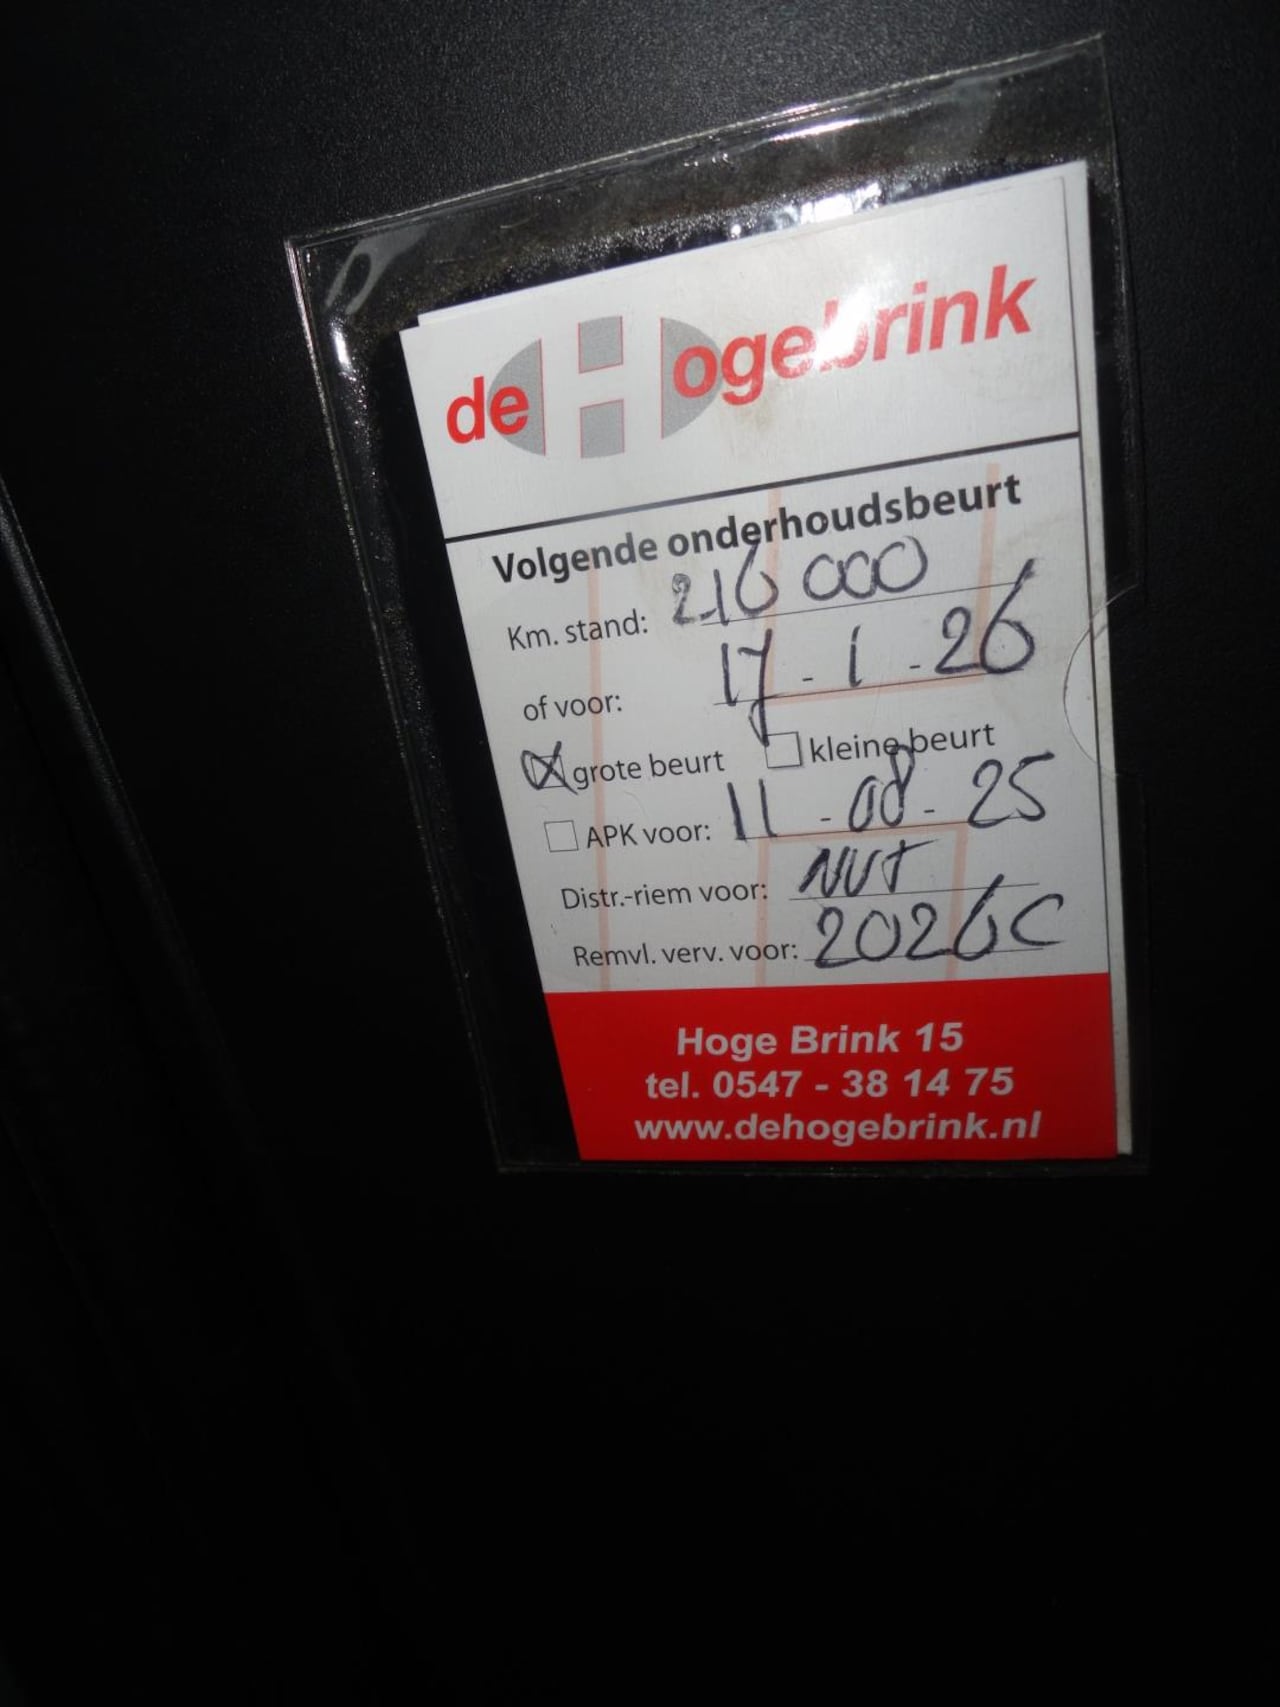 de Hogebrink
Volgende onderhoudsbeurt
Km. stand: 216 000
of voor: 17 - 1 - 26
grote beurt kleine beurt
APK voor: 11 - 08 - 25
Distr.-riem voor: NVT
Remvl. verv. voor: 2026 C
Hoge Brink 15
tel. 0547 - 38 14 75
www.dehogebrink.nl